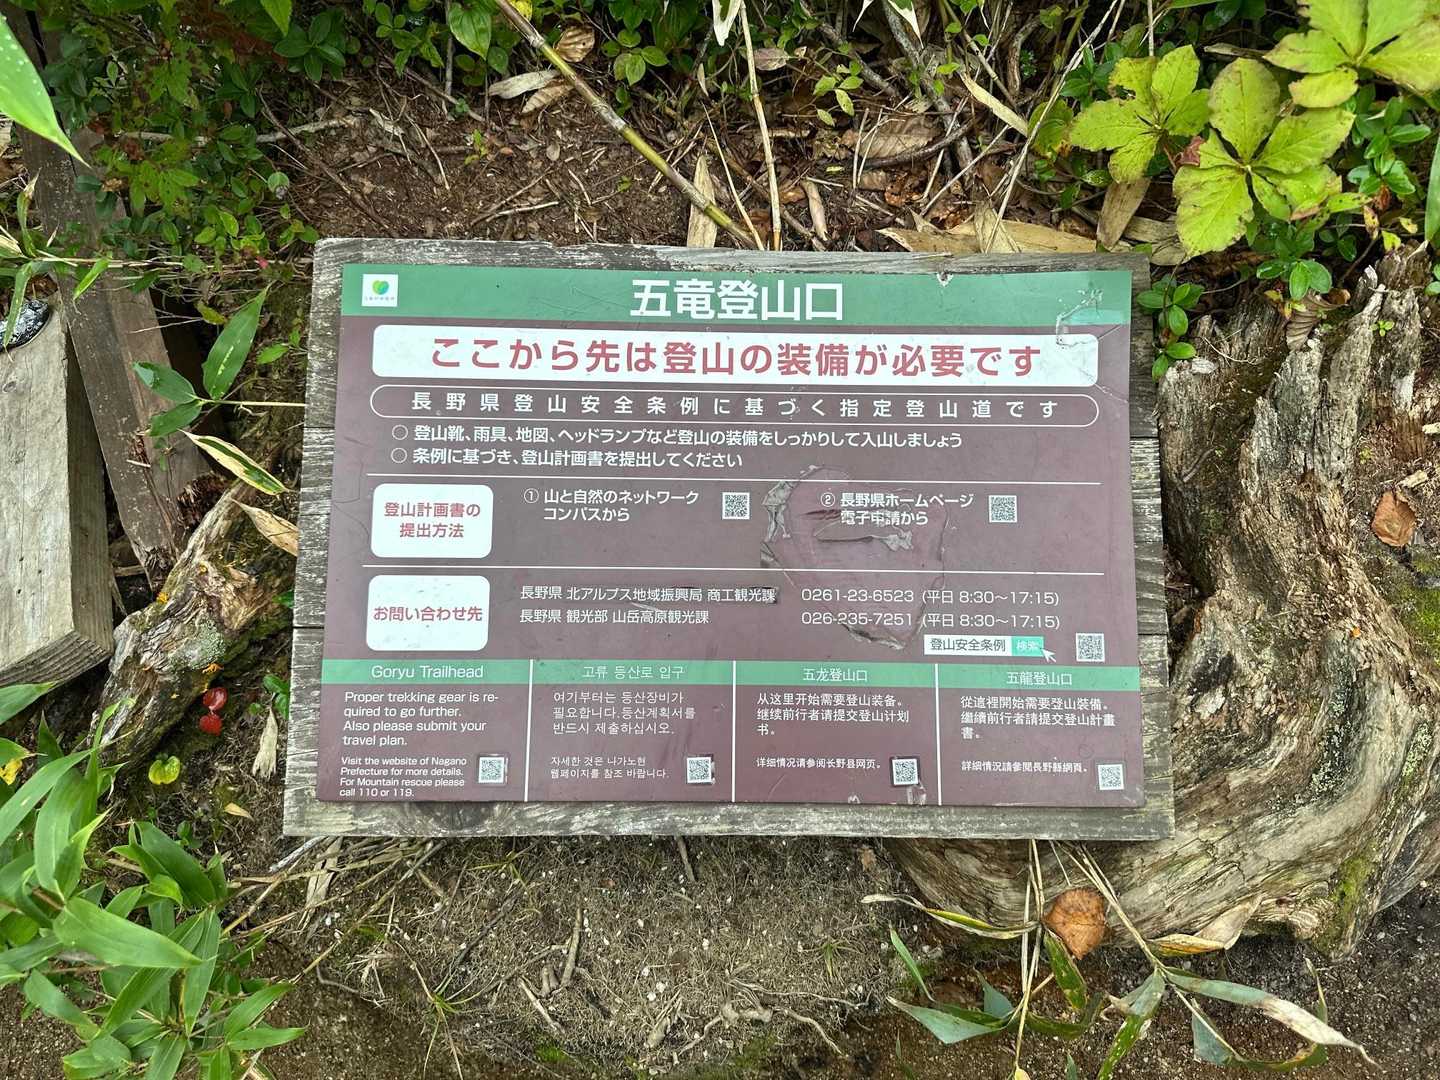 五竜登山口
ここから先は登山の装備が必要です
長野県登山安全条例に基づく指定登山道です
○ 登山靴、雨具、地図、ヘッドランプなど登山の装備をしっかりして入山しましょう
○ 条例に基づき、登山計画書を提出してください
登山計画書の
提出方法
① 山と自然のネットワーク
コンパスから
② 長野県ホームページ
電子申請から
お問い合わせ先
長野県 北アルプス地域振興局 商工観光課 0261-23-6523 (平日 8:30～17:15)
長野県 観光部 山岳高原観光課 026-235-7251 (平日 8:30～17:15)
登山安全条例 検索
Goryu Trailhead
Proper trekking gear is re-
quired to go further.
Also please submit your
travel plan.
Visit the website of Nagano
Prefecture for more details.
For Mountain rescue please
call 110 or 119.
고류 등산로 입구
여기부터는 등산장비가
필요합니다. 등산계획서를
반드시 제출하십시오.
자세한 것은 나가노현
웹페이지를 참조 바랍니다.
五龙登山口
从这里开始需要登山装备。
继续前行者请提交登山计划
书。
详细情况请参阅长野县网页。
五龍登山口
從這裡開始需要登山裝備。
繼續前行者請提交登山計畫
書。
詳細情況請參閱長野縣網頁。